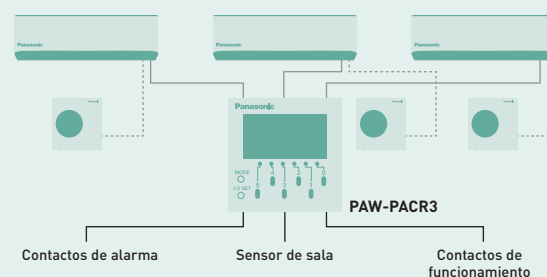 Panasonic
Panasonic
Panasonic
Panasonic
MODE
1/2 SET
4
2
0
5
3
1
PAW-PACR3
Contactos de alarma
Sensor de sala
Contactos de
funcionamiento